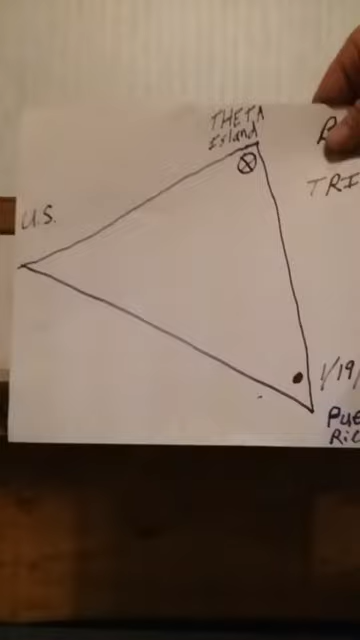 THETA
Island
TRI
U.S.
1/19/
Pue
Ric